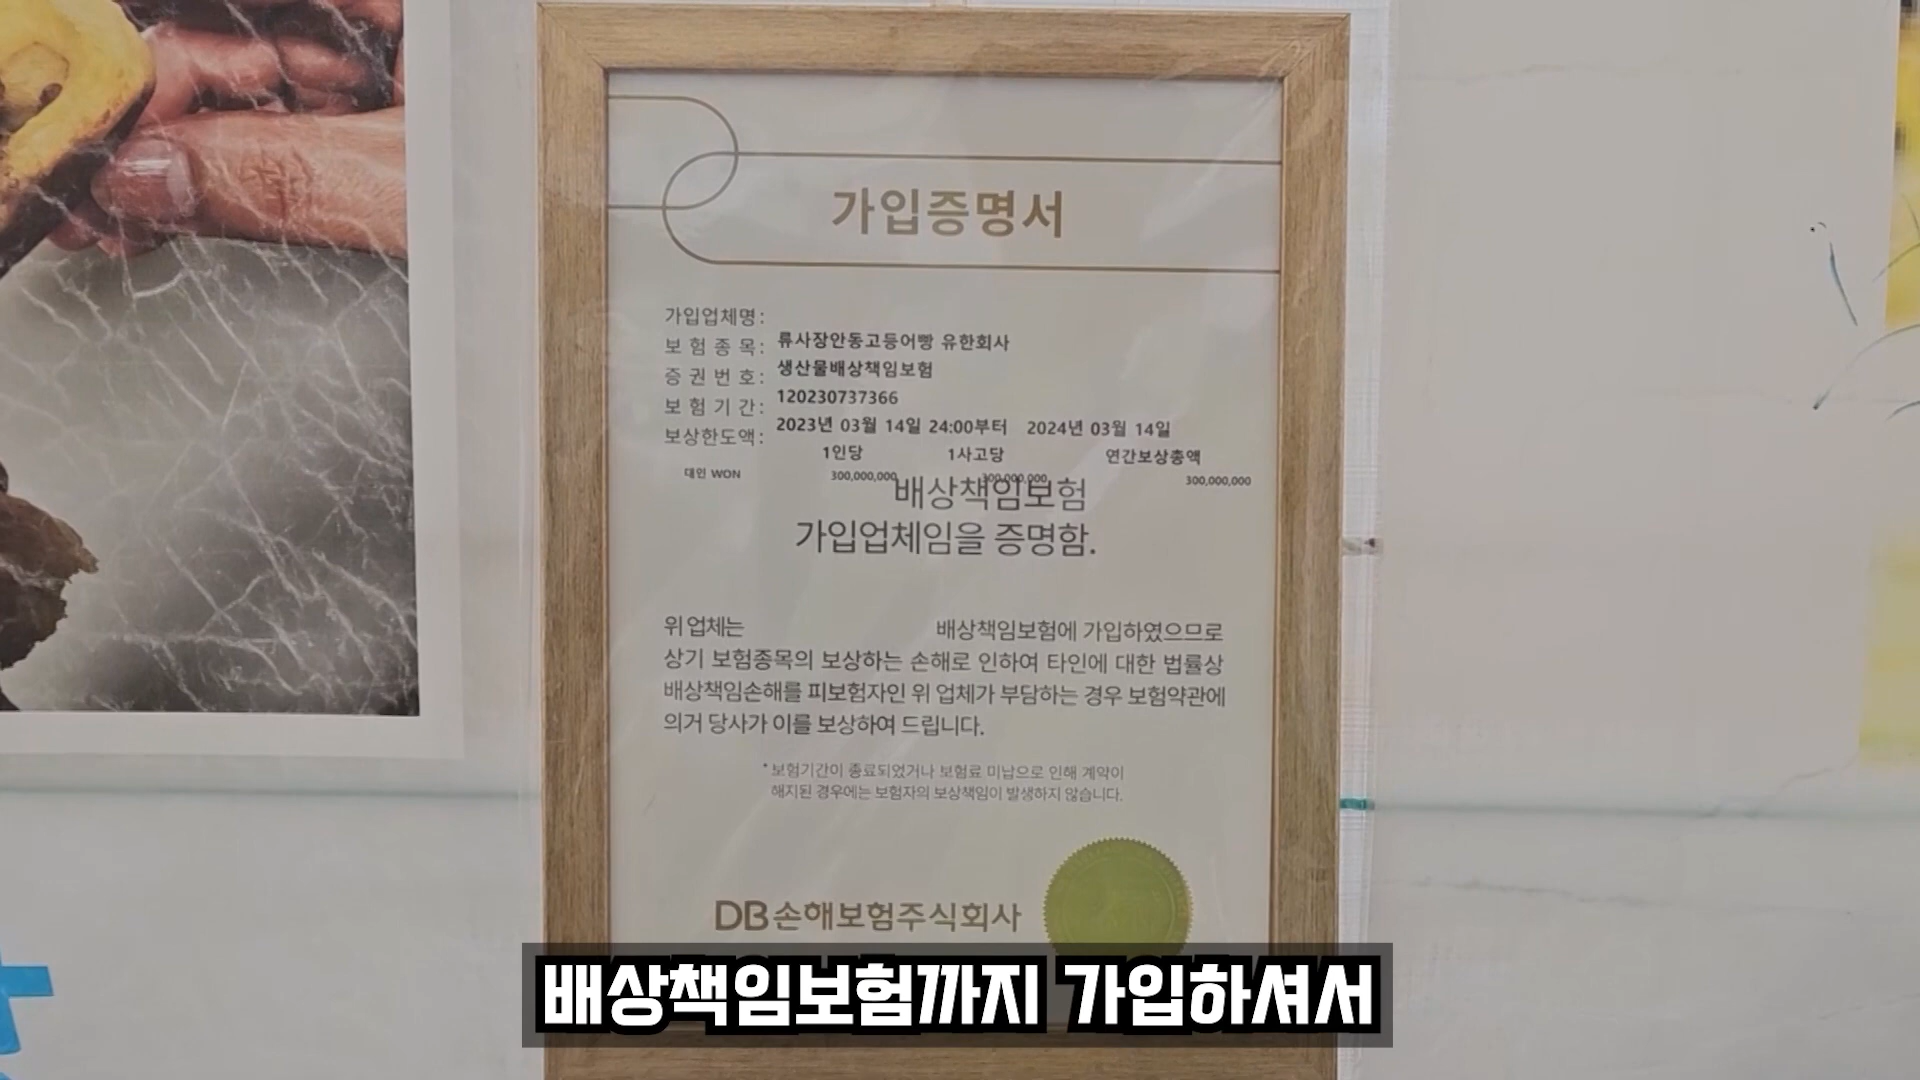 가입증명서
가입업체명:
류사장안동고등어빵 유한회사
보험종목:
생산물배상책임보험
증권번호:
120230737366
보험기간:
2023년 03월 14일 24:00부터 2024년 03월 14일
보상한도액:
1인당 1사고당 연간보상총액
대인 WON 300,000,000 300,000,000 300,000,000
배상책임보험
가입업체임을 증명함.
위 업체는 배상책임보험에 가입하였으므로
상기 보험종목의 보상하는 손해로 인하여 타인에 대한 법률상
배상책임손해를 피보험자인 위 업체가 부담하는 경우 보험약관에
의거 당사가 이를 보상하여 드립니다.
* 보험기간이 종료되었거나 보험료 미납으로 인해 계약이
해지된 경우에는 보험자의 보상책임이 발생하지 않습니다.
DB손해보험주식회사
배상책임보험까지 가입하셔서